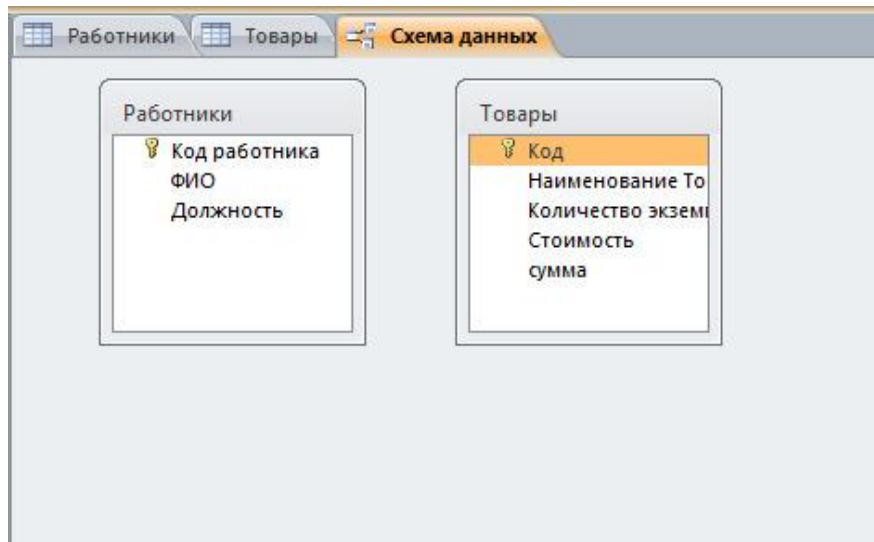 Работники Товары Схема данных
Работники
Код работника
ФИО
Должность
Товары
Код
Наименование То
Количество экзем
Стоимость
сумма